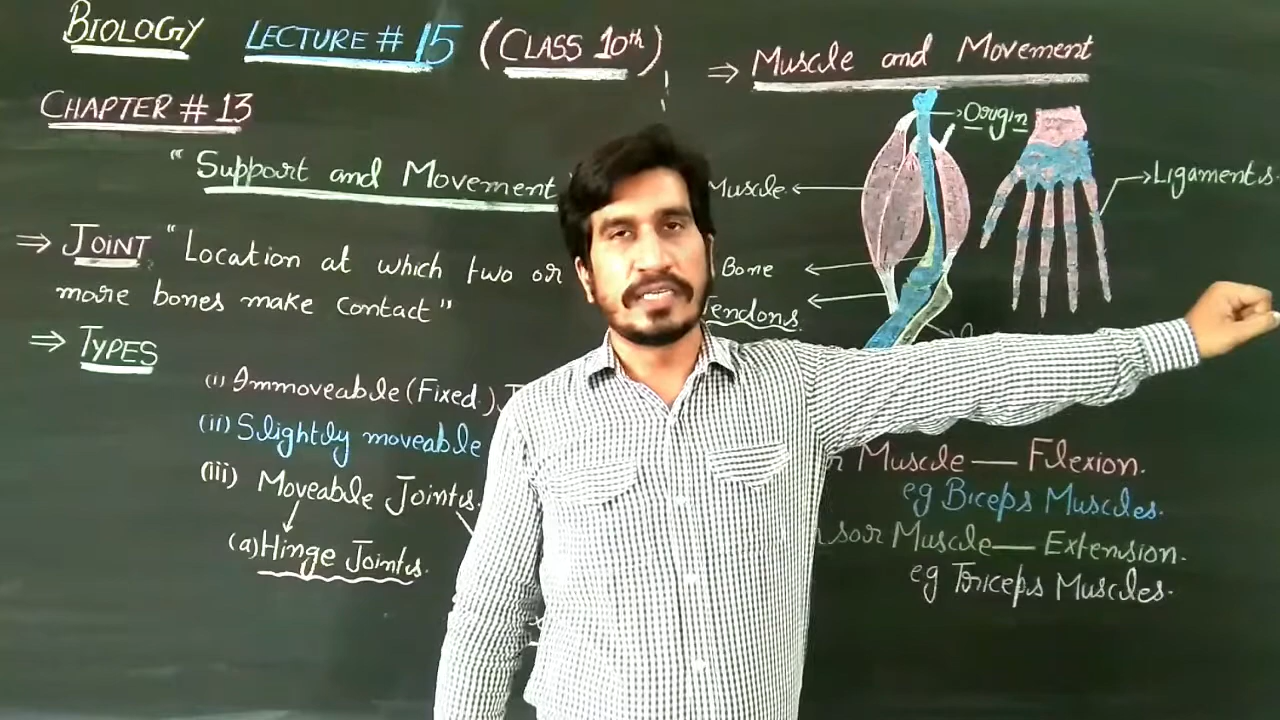 BIOLOGY LECTURE # 15 (CLASS 10th)
CHAPTER # 13
"Support and Movement
⇒ JOINT "Location at which two or
more bones make contact"
⇒ TYPES
(i) Immoveable (Fixed)
(ii) Slightly moveable
(iii) Moveable Joints.
(a) Hinge Joints.
⇒ Muscle and Movement
Origin
Muscle
Ligaments.
Bone
Tendons.
Muscle — Flexion.
eg Biceps Muscles.
Muscle — Extension.
eg Triceps Muscles.